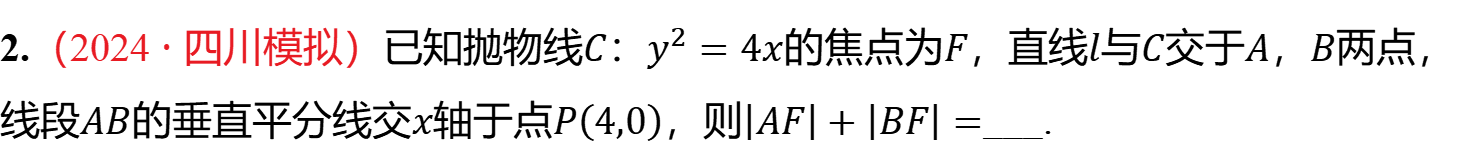 2.（2024·四川模拟）已知抛物线C：y² = 4x的焦点为F，直线l与C交于A，B两点，
线段AB的垂直平分线交x轴于点P(4,0)，则|AF| + |BF| =___.